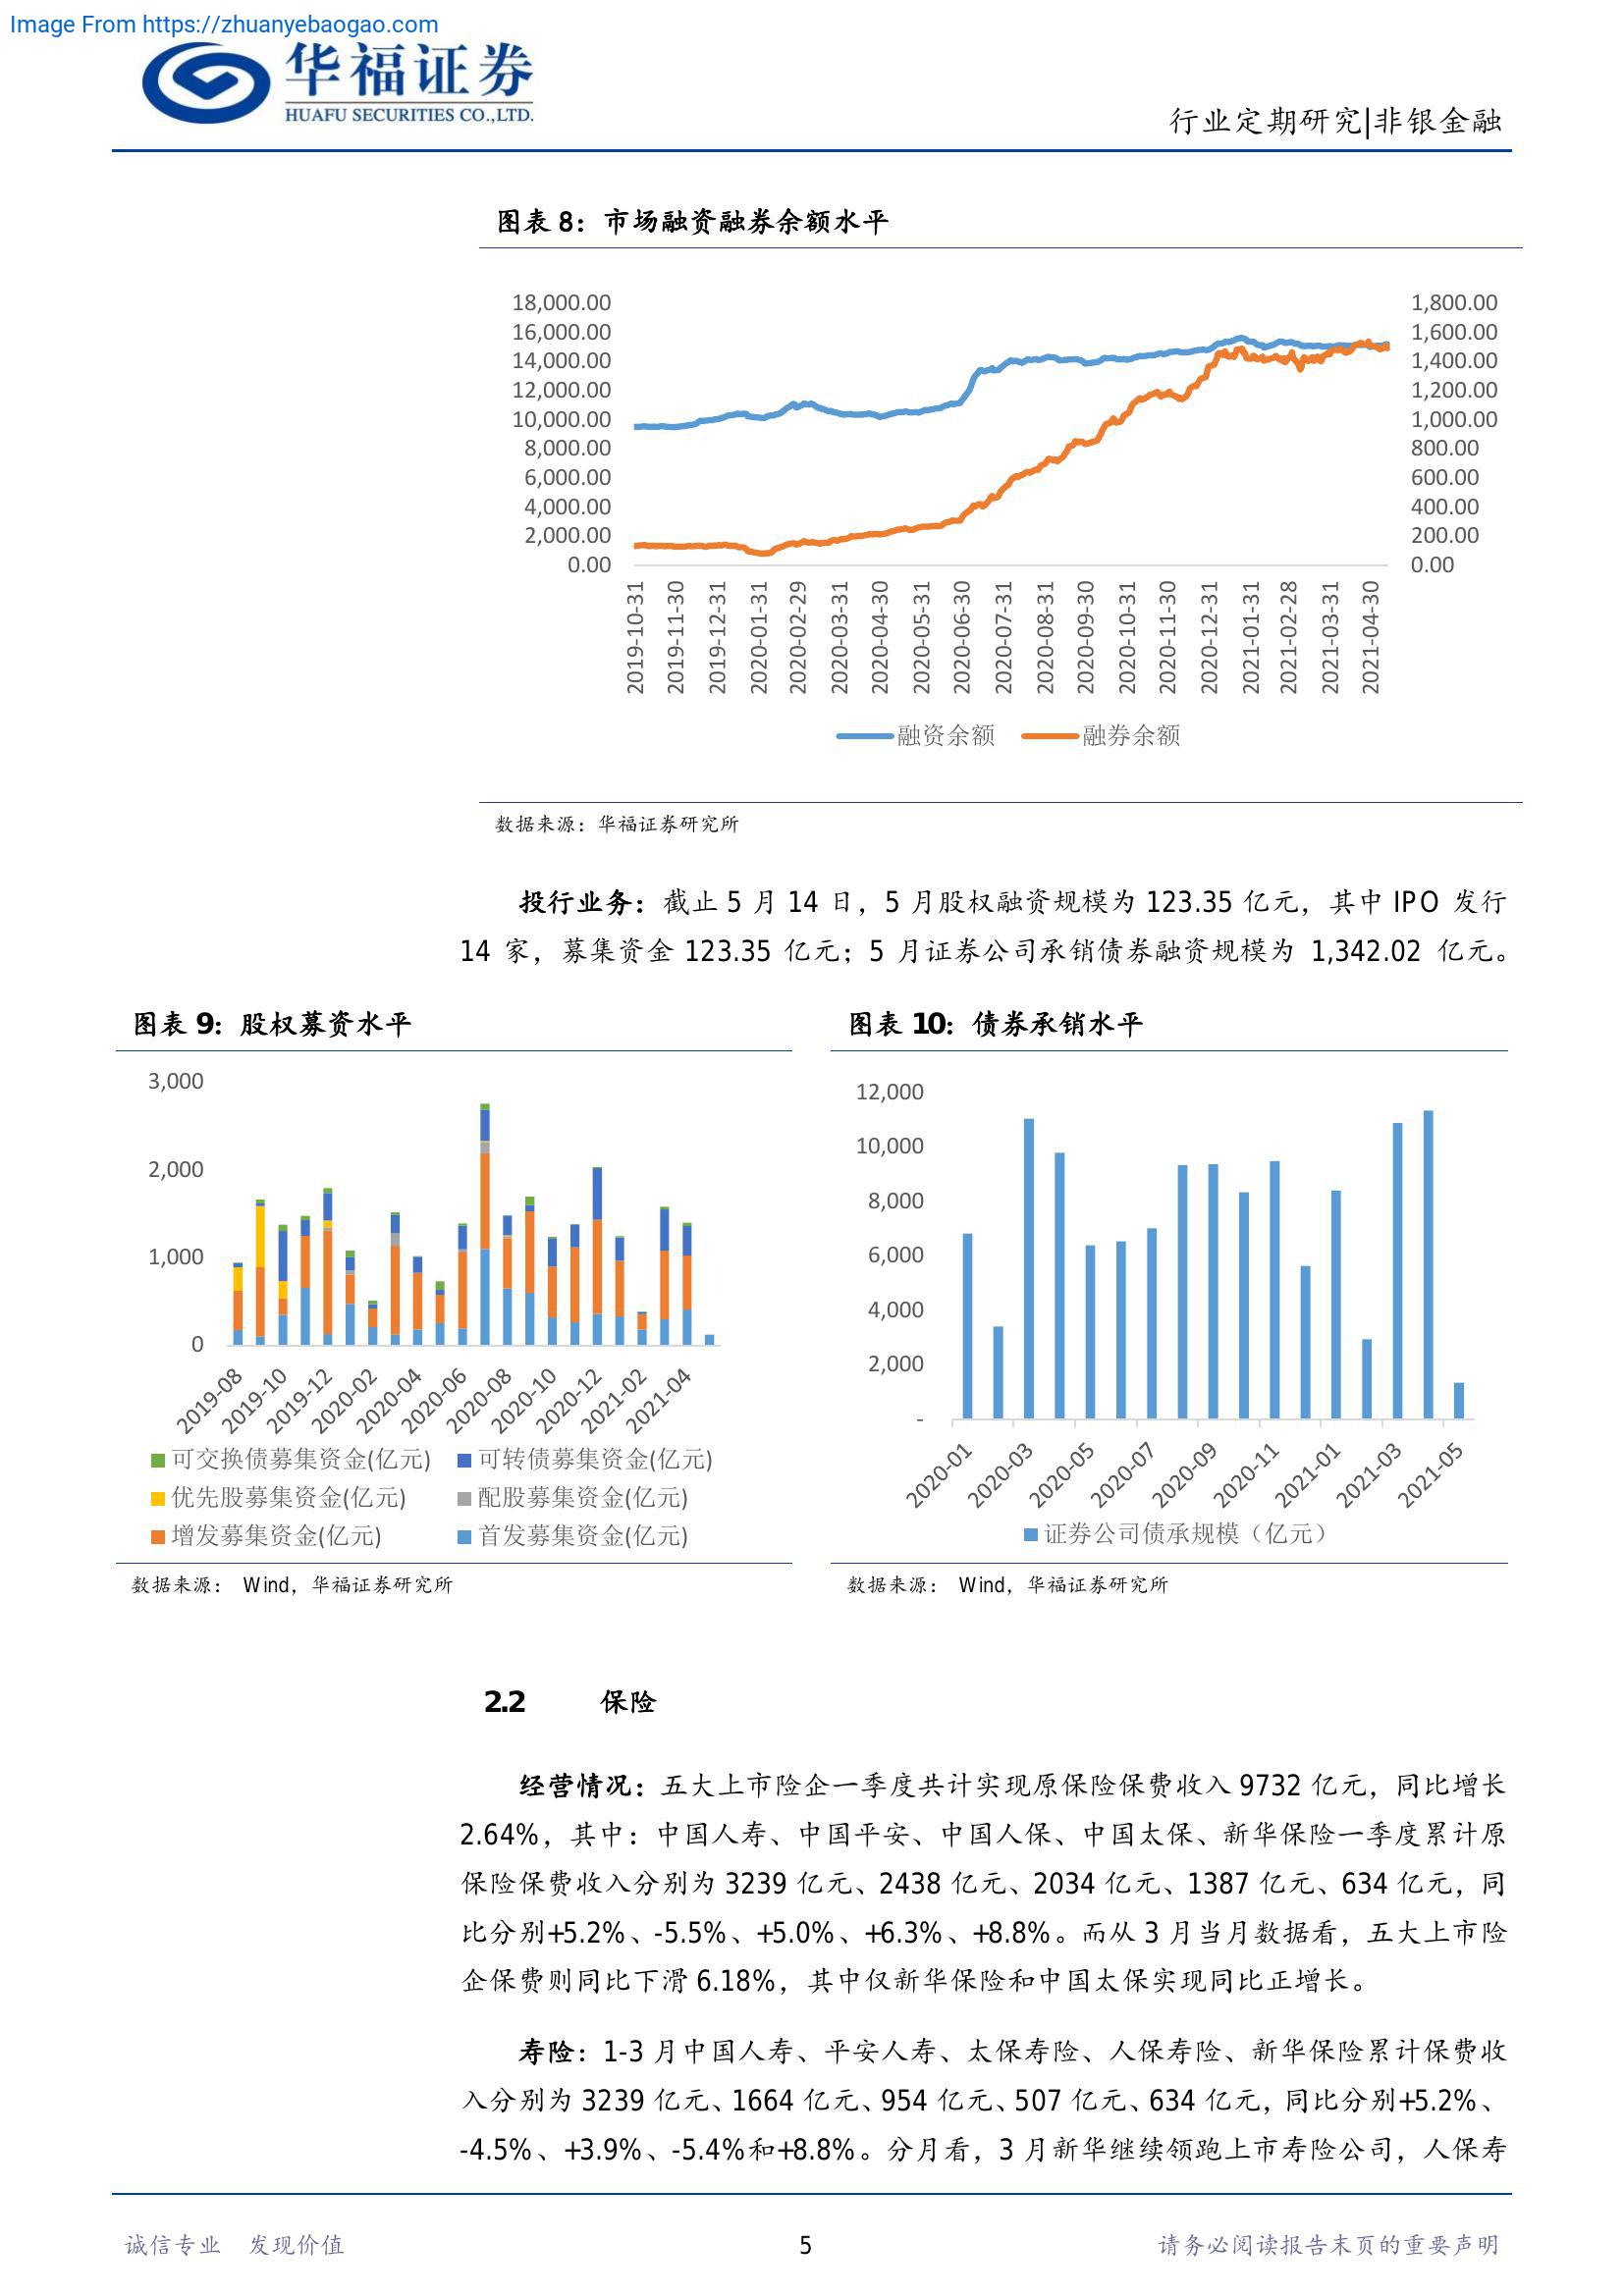 Image From https://zhuanyebaogao.com
华福证券
HUAFU SECURITIES CO.,LTD.
行业定期研究|非银金融
图表 8：市场融资融券余额水平
18,000.00
16,000.00
14,000.00
12,000.00
10,000.00
8,000.00
6,000.00
4,000.00
2,000.00
0.00
1,800.00
1,600.00
1,400.00
1,200.00
1,000.00
800.00
600.00
400.00
200.00
0.00
2019-10-31
2019-11-30
2019-12-31
2020-01-31
2020-02-29
2020-03-31
2020-04-30
2020-05-31
2020-06-30
2020-07-31
2020-08-31
2020-09-30
2020-10-31
2020-11-30
2020-12-31
2021-01-31
2021-02-28
2021-03-31
2021-04-30
融资余额 融券余额
数据来源：华福证券研究所
投行业务：截止 5 月 14 日，5 月股权融资规模为 123.35 亿元，其中 IPO 发行
14 家，募集资金 123.35 亿元；5 月证券公司承销债券融资规模为 1,342.02 亿元。
图表 9：股权募资水平
3,000
2,000
1,000
0
2019-08
2019-10
2019-12
2020-02
2020-04
2020-06
2020-08
2020-10
2020-12
2021-02
2021-04
可交换债募集资金(亿元) 可转债募集资金(亿元)
优先股募集资金(亿元) 配股募集资金(亿元)
增发募集资金(亿元) 首发募集资金(亿元)
数据来源： Wind，华福证券研究所
图表 10：债券承销水平
12,000
10,000
8,000
6,000
4,000
2,000
-
2020-01
2020-03
2020-05
2020-07
2020-09
2020-11
2021-01
2021-03
2021-05
证券公司债承规模（亿元）
数据来源： Wind，华福证券研究所
2.2 保险
经营情况：五大上市险企一季度共计实现原保险保费收入 9732 亿元，同比增长
2.64%，其中：中国人寿、中国平安、中国人保、中国太保、新华保险一季度累计原
保险保费收入分别为 3239 亿元、2438 亿元、2034 亿元、1387 亿元、634 亿元，同
比分别+5.2%、-5.5%、+5.0%、+6.3%、+8.8%。而从 3 月当月数据看，五大上市险
企保费则同比下滑 6.18%，其中仅新华保险和中国太保实现同比正增长。
寿险：1-3 月中国人寿、平安人寿、太保寿险、人保寿险、新华保险累计保费收
入分别为 3239 亿元、1664 亿元、954 亿元、507 亿元、634 亿元，同比分别+5.2%、
-4.5%、+3.9%、-5.4%和+8.8%。分月看，3 月新华继续领跑上市寿险公司，人保寿
诚信专业 发现价值
5
请务必阅读报告末页的重要声明